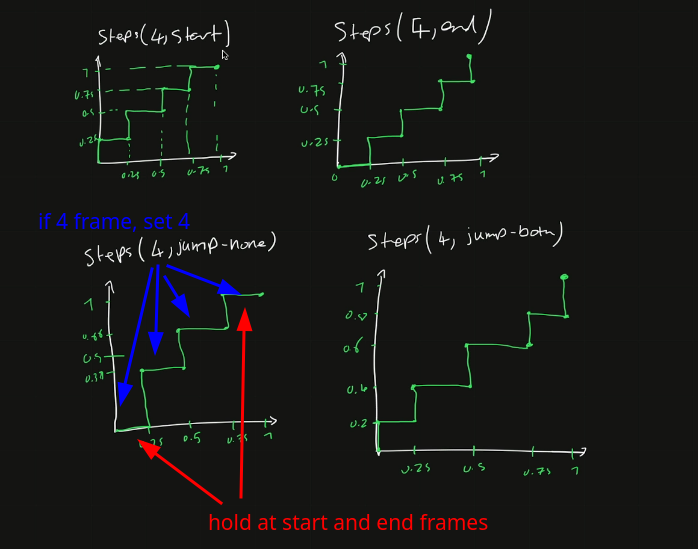 Steps(4,start)
1
0.75
0.5
0.25
0.25 0.5 0.75 1
Steps(4,end)
1
0.75
0.5
0.25
0 0.25 0.5 0.75 1
if 4 frame, set 4
Steps(4,jump-none)
1
0.66
0.5
0.33
0.25 0.5 0.75 1
Steps(4, jump-both)
1
0.8
0.6
0.4
0.2
0.25 0.5 0.75 1
hold at start and end frames